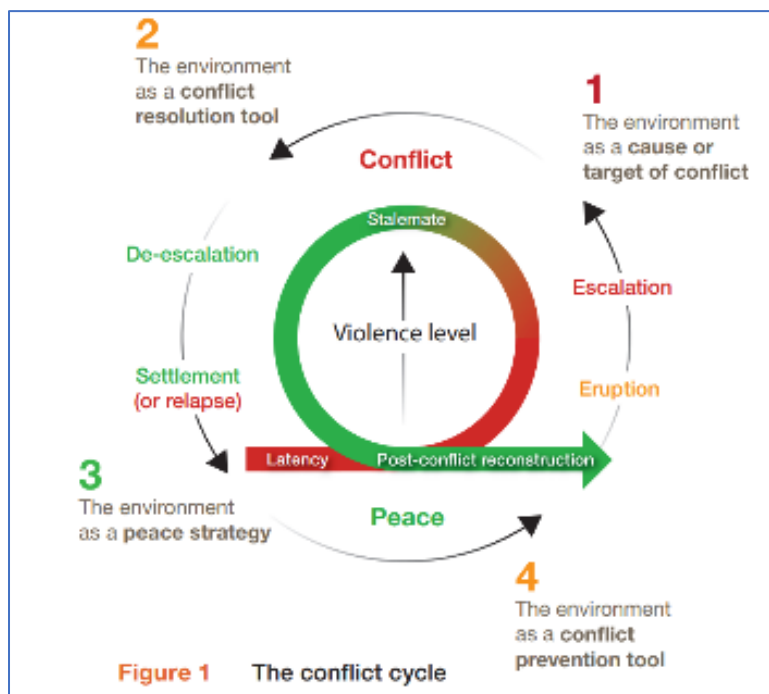 2
The environment
as a conflict
resolution tool
1
The environment
as a cause or
target of conflict
Conflict
Stalemate
De-escalation
Escalation
Violence level
Settlement
(or relapse)
Eruption
Latency
Post-conflict reconstruction
3
The environment
as a peace strategy
Peace
4
The environment
as a conflict
prevention tool
Figure 1 The conflict cycle